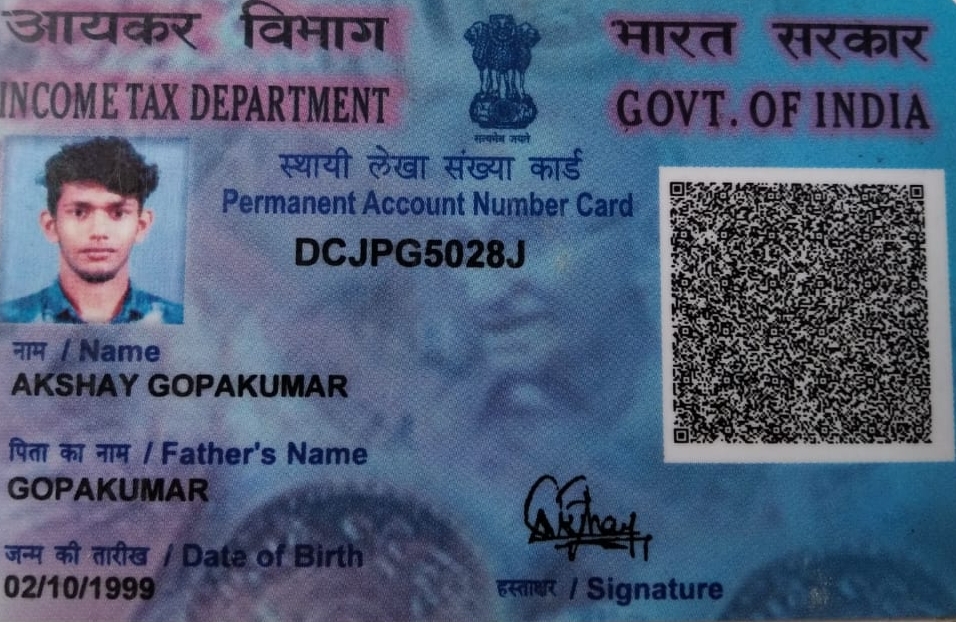 आयकर विभाग
INCOME TAX DEPARTMENT
सत्यमेव जयते
भारत सरकार
GOVT. OF INDIA
स्थायी लेखा संख्या कार्ड
Permanent Account Number Card
DCJPG5028J
नाम / Name
AKSHAY GOPAKUMAR
पिता का नाम / Father's Name
GOPAKUMAR
जन्म की तारीख / Date of Birth
02/10/1999
Akshay
हस्ताक्षर / Signature